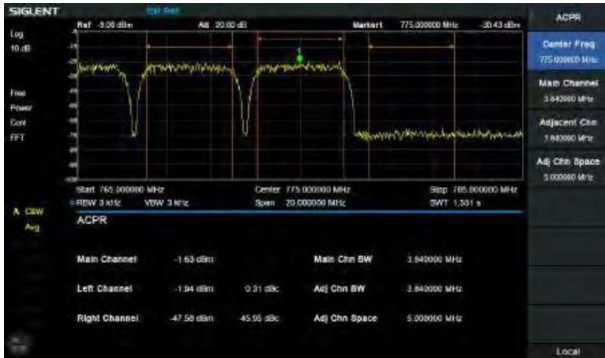 SIGLENT
Ext Ref
ACPR
Log
10 dB
Ref -9.00 dBm Att 20.00 dB Marker1 775.000000 MHz -30.43 dBm
Center Freq
775.000000 MHz
Main Channel
3.840000 MHz
Free
Power
Cont
FFT
Adjacent Chn
3.840000 MHz
Adj Chn Space
5.000000 MHz
Start 765.000000 MHz Center 775.000000 MHz Stop 785.000000 MHz
RBW 3 kHz VBW 3 kHz Span 20.000000 MHz SWT 1.331 s
A C&W
Avg
ACPR
Main Channel -1.63 dBm Main Chn BW 3.840000 MHz
Left Channel -1.94 dBm 0.31 dBc Adj Chn BW 3.840000 MHz
Right Channel -47.58 dBm -45.95 dBc Adj Chn Space 5.000000 MHz
Local